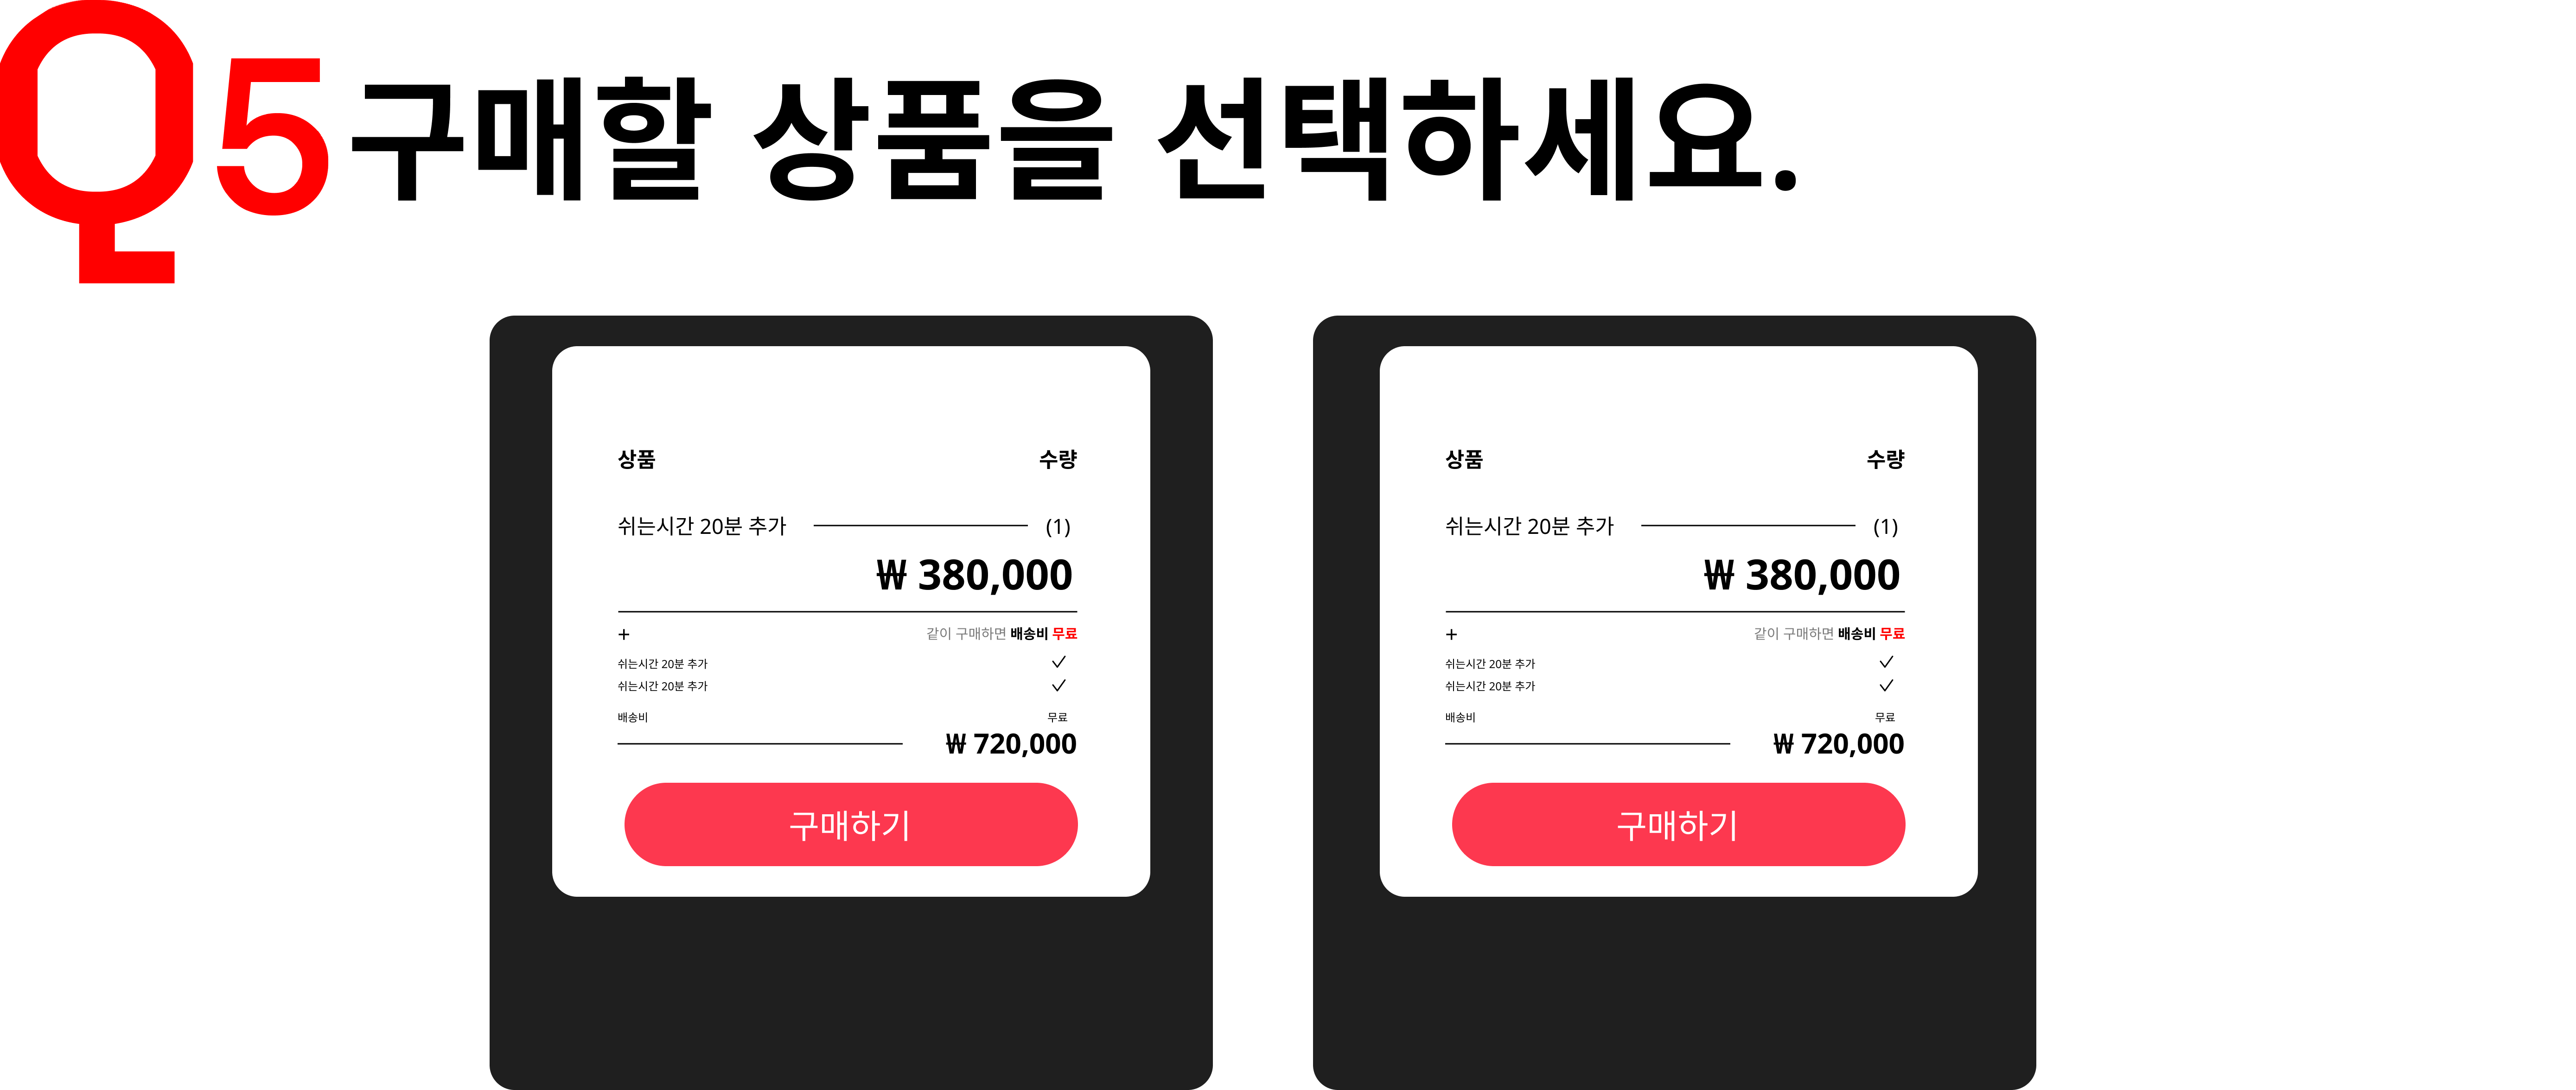 Q5 구매할 상품을 선택하세요.
상품 수량
쉬는시간 20분 추가 (1)
₩ 380,000
+ 같이 구매하면 배송비 무료
쉬는시간 20분 추가
쉬는시간 20분 추가
배송비 무료
₩ 720,000
구매하기
상품 수량
쉬는시간 20분 추가 (1)
₩ 380,000
+ 같이 구매하면 배송비 무료
쉬는시간 20분 추가
쉬는시간 20분 추가
배송비 무료
₩ 720,000
구매하기